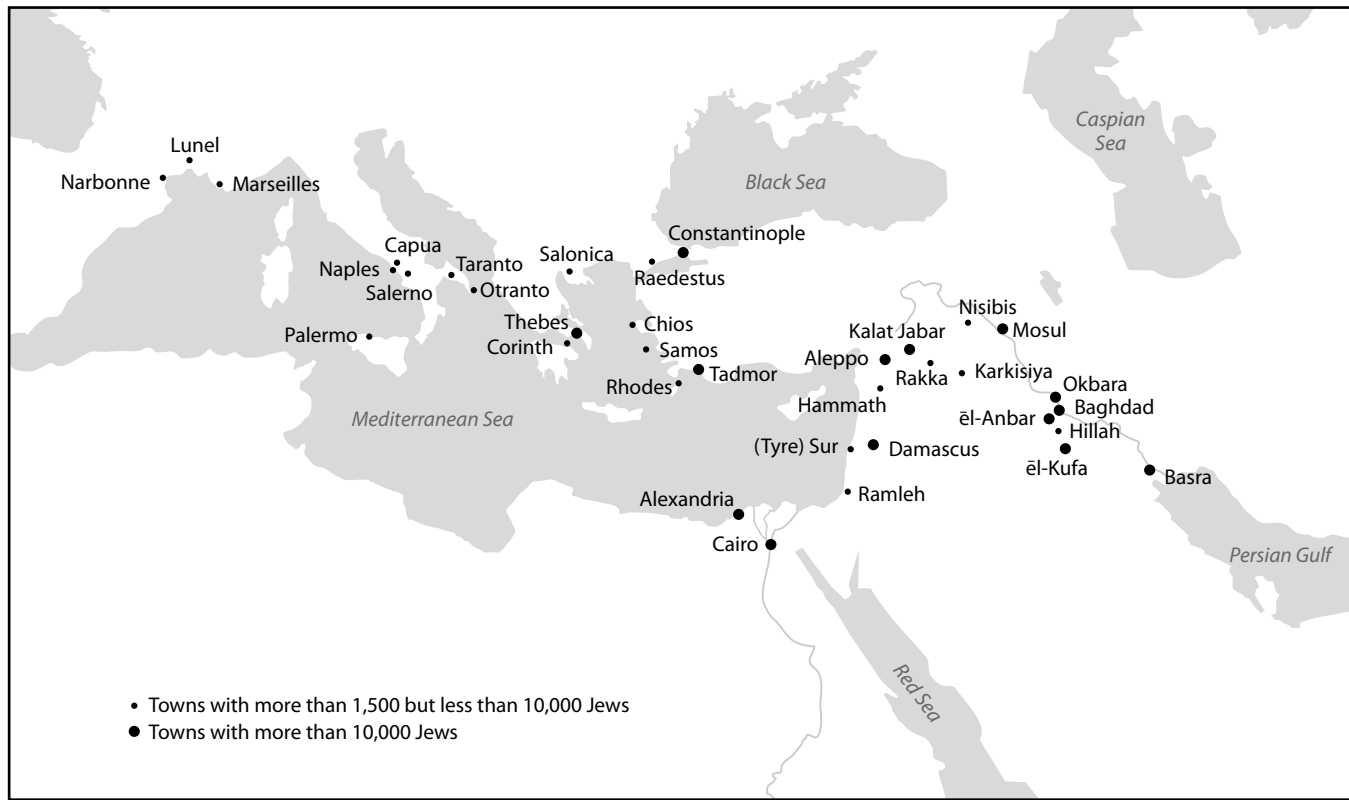 Caspian
Sea
Lunel
Narbonne
Marseilles
Black Sea
Constantinople
Capua
Salonica
Naples
Taranto
Raedestus
Salerno
Otranto
Nisibis
Thebes
Chios
Kalat Jabar
Mosul
Palermo
Corinth
Samos
Aleppo
Tadmor
Rakka
Karkisiya
Rhodes
Okbara
Hammath
Baghdad
Mediterranean Sea
ēl-Anbar
Hillah
(Tyre) Sur
Damascus
ēl-Kufa
Basra
Alexandria
Ramleh
Cairo
Persian Gulf
Red Sea
Towns with more than 1,500 but less than 10,000 Jews
Towns with more than 10,000 Jews